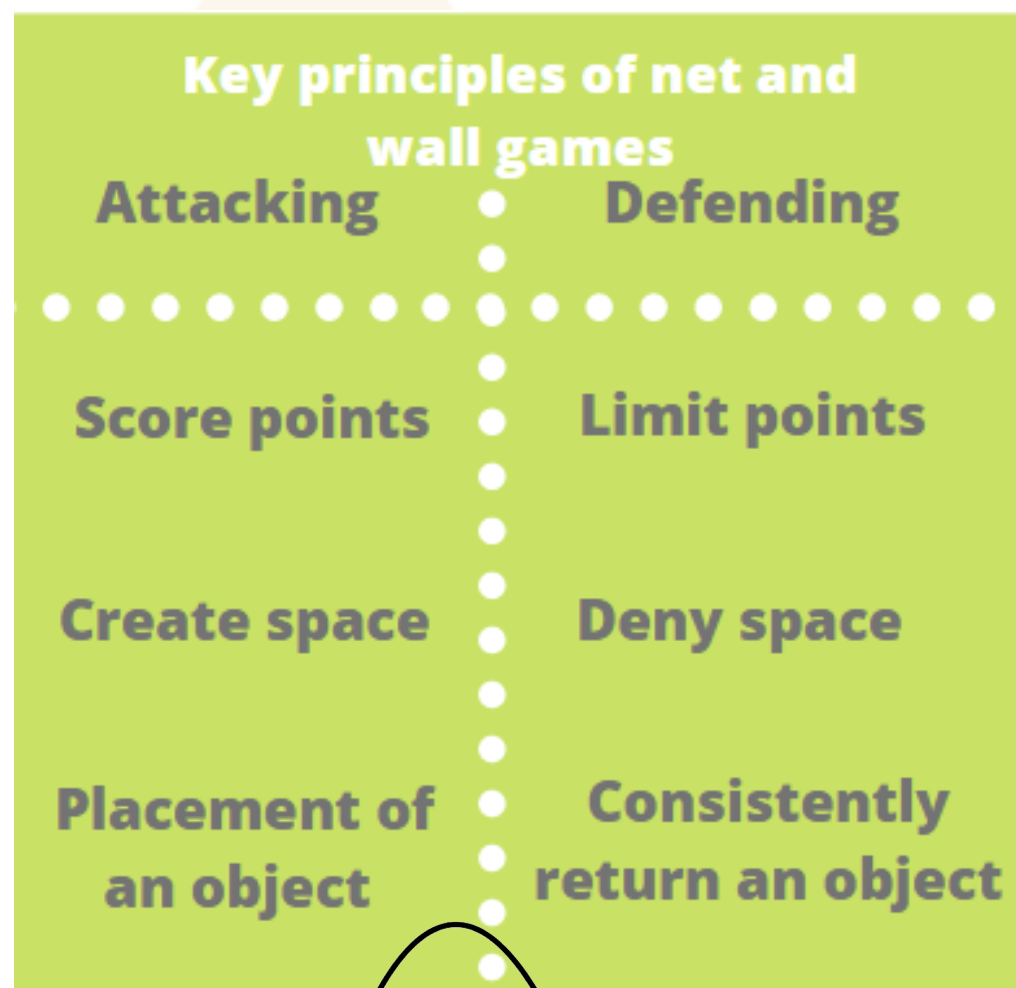 Key principles of net and
wall games
Attacking Defending
Score points Limit points
Create space Deny space
Placement of Consistently
an object return an object